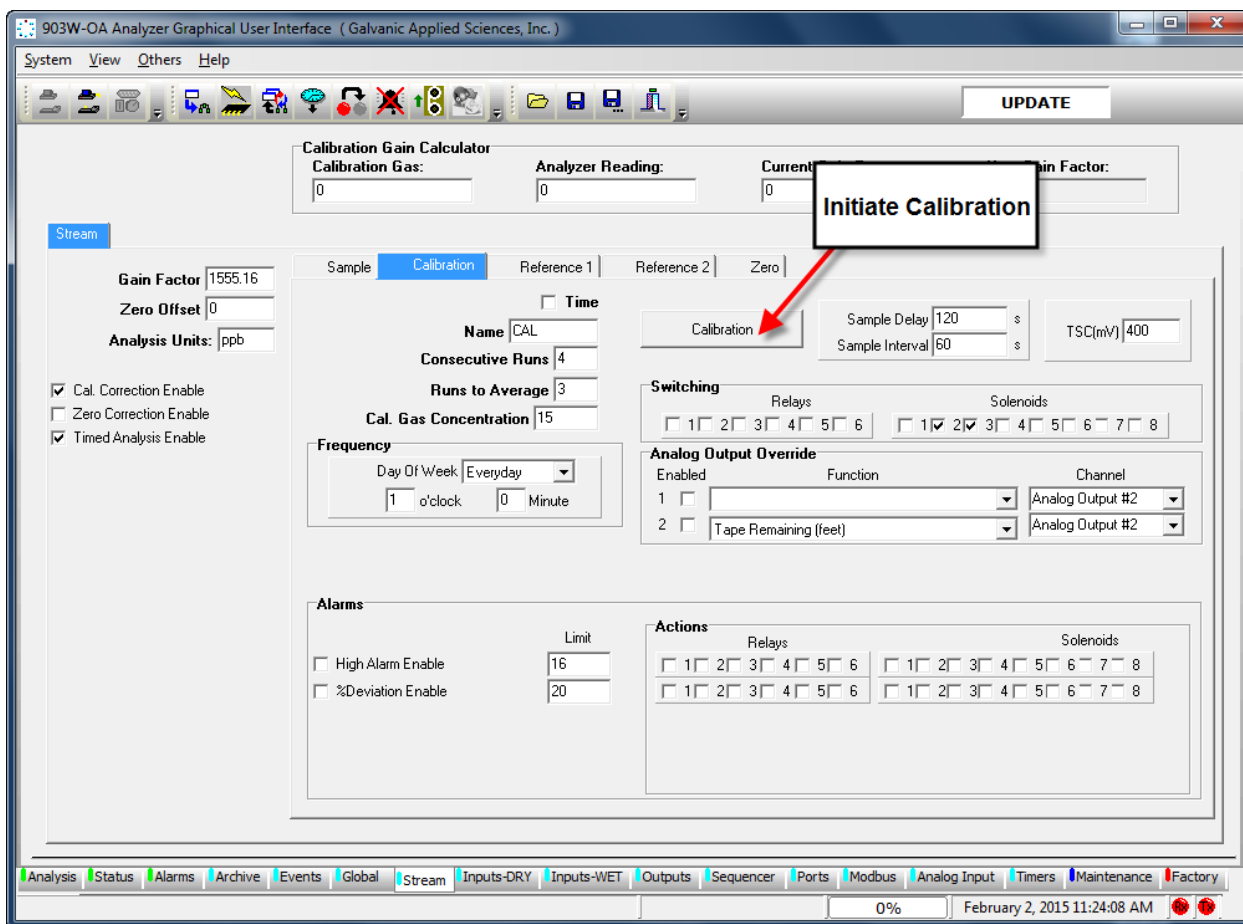 903W-OA Analyzer Graphical User Interface ( Galvanic Applied Sciences, Inc. )
System View Others Help
UPDATE
Calibration Gain Calculator
Calibration Gas: Analyzer Reading: Current Gain Factor:
0 0 0
Initiate Calibration
Stream
Gain Factor 1555.16
Zero Offset 0
Analysis Units: ppb
Cal. Correction Enable
Zero Correction Enable
Timed Analysis Enable
Sample Calibration Reference 1 Reference 2 Zero
Time
Name CAL
Consecutive Runs 4
Runs to Average 3
Cal. Gas Concentration 15
Calibration
Sample Delay 120 s
Sample Interval 60 s
TSC(mV) 400
Frequency
Day Of Week Everyday
1 o'clock 0 Minute
Switching
Relays Solenoids
1 2 3 4 5 6 1 2 3 4 5 6 7 8
Analog Output Override
Enabled Function Channel
1 Analog Output #2
2 Tape Remaining (feet) Analog Output #2
Alarms
Limit
High Alarm Enable 16
%Deviation Enable 20
Actions
Relays Solenoids
1 2 3 4 5 6 1 2 3 4 5 6 7 8
1 2 3 4 5 6 1 2 3 4 5 6 7 8
Analysis Status Alarms Archive Events Global Stream Inputs-DRY Inputs-WET Outputs Sequencer Ports Modbus Analog Input Timers Maintenance Factory
0% February 2, 2015 11:24:08 AM Rx Tx